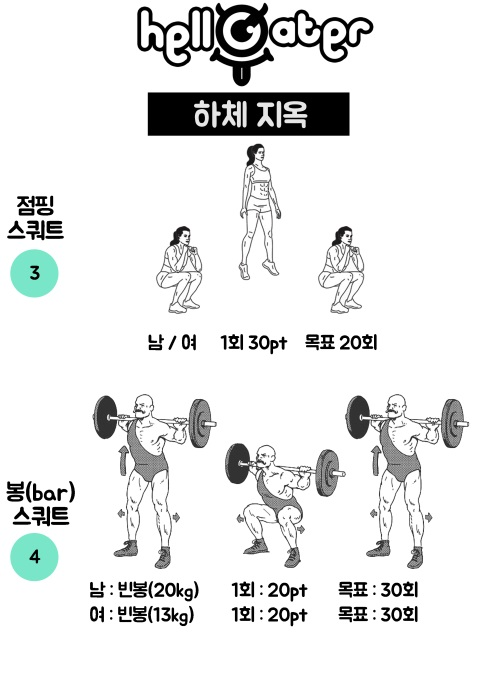 hellGater
하체 지옥
점핑
스쿼트
3
남 / 여 1회 30pt 목표 20회
봉(bar)
스쿼트
4
남 : 빈봉(20kg) 1회 : 20pt 목표 : 30회
여 : 빈봉(13kg) 1회 : 20pt 목표 : 30회